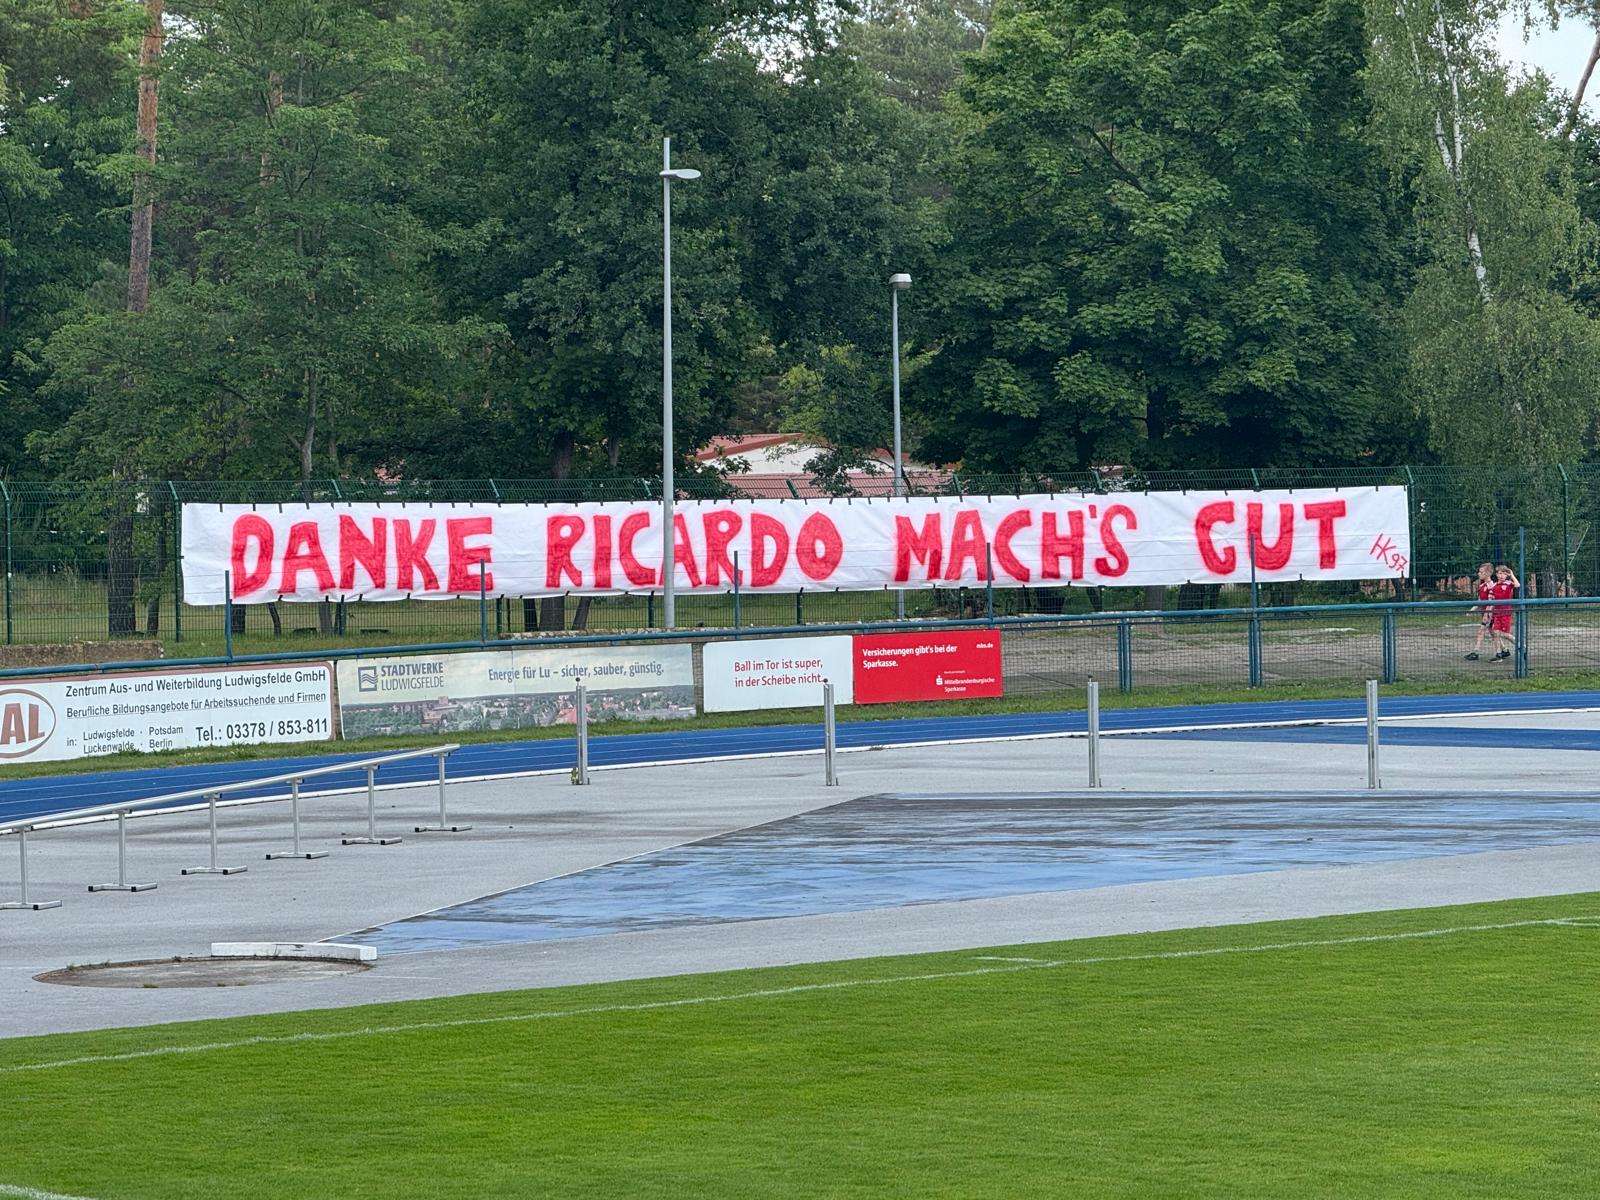 DANKE RICARDO MACH'S GUT
HK97
AL
Zentrum Aus- und Weiterbildung Ludwigsfelde GmbH
Berufliche Bildungsangebote für Arbeitssuchende und Firmen
in: Ludwigsfelde · Potsdam
Luckenwalde · Berlin
Tel.: 03378 / 853-811
STADTWERKE
LUDWIGSFELDE
Energie für Lu – sicher, sauber, günstig.
Ball im Tor ist super,
in der Scheibe nicht.
Versicherungen gibt's bei der
Sparkasse.
mbs.de
Mittelbrandenburgische
Sparkasse